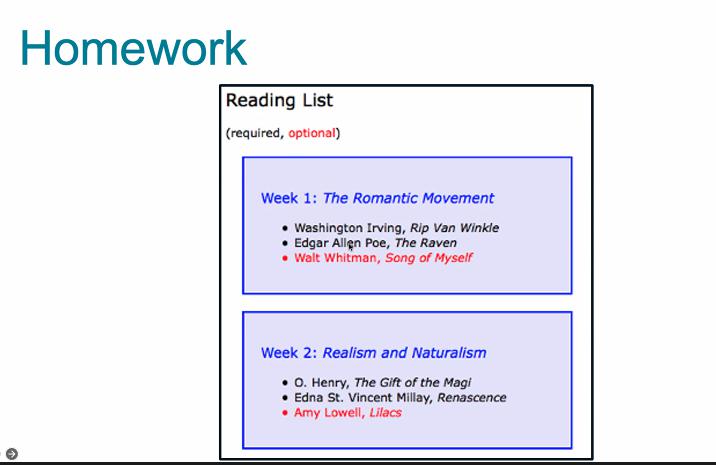 Homework
Reading List
(required, optional)
Week 1: The Romantic Movement
• Washington Irving, Rip Van Winkle
• Edgar Allen Poe, The Raven
• Walt Whitman, Song of Myself
Week 2: Realism and Naturalism
• O. Henry, The Gift of the Magi
• Edna St. Vincent Millay, Renascence
• Amy Lowell, Lilacs